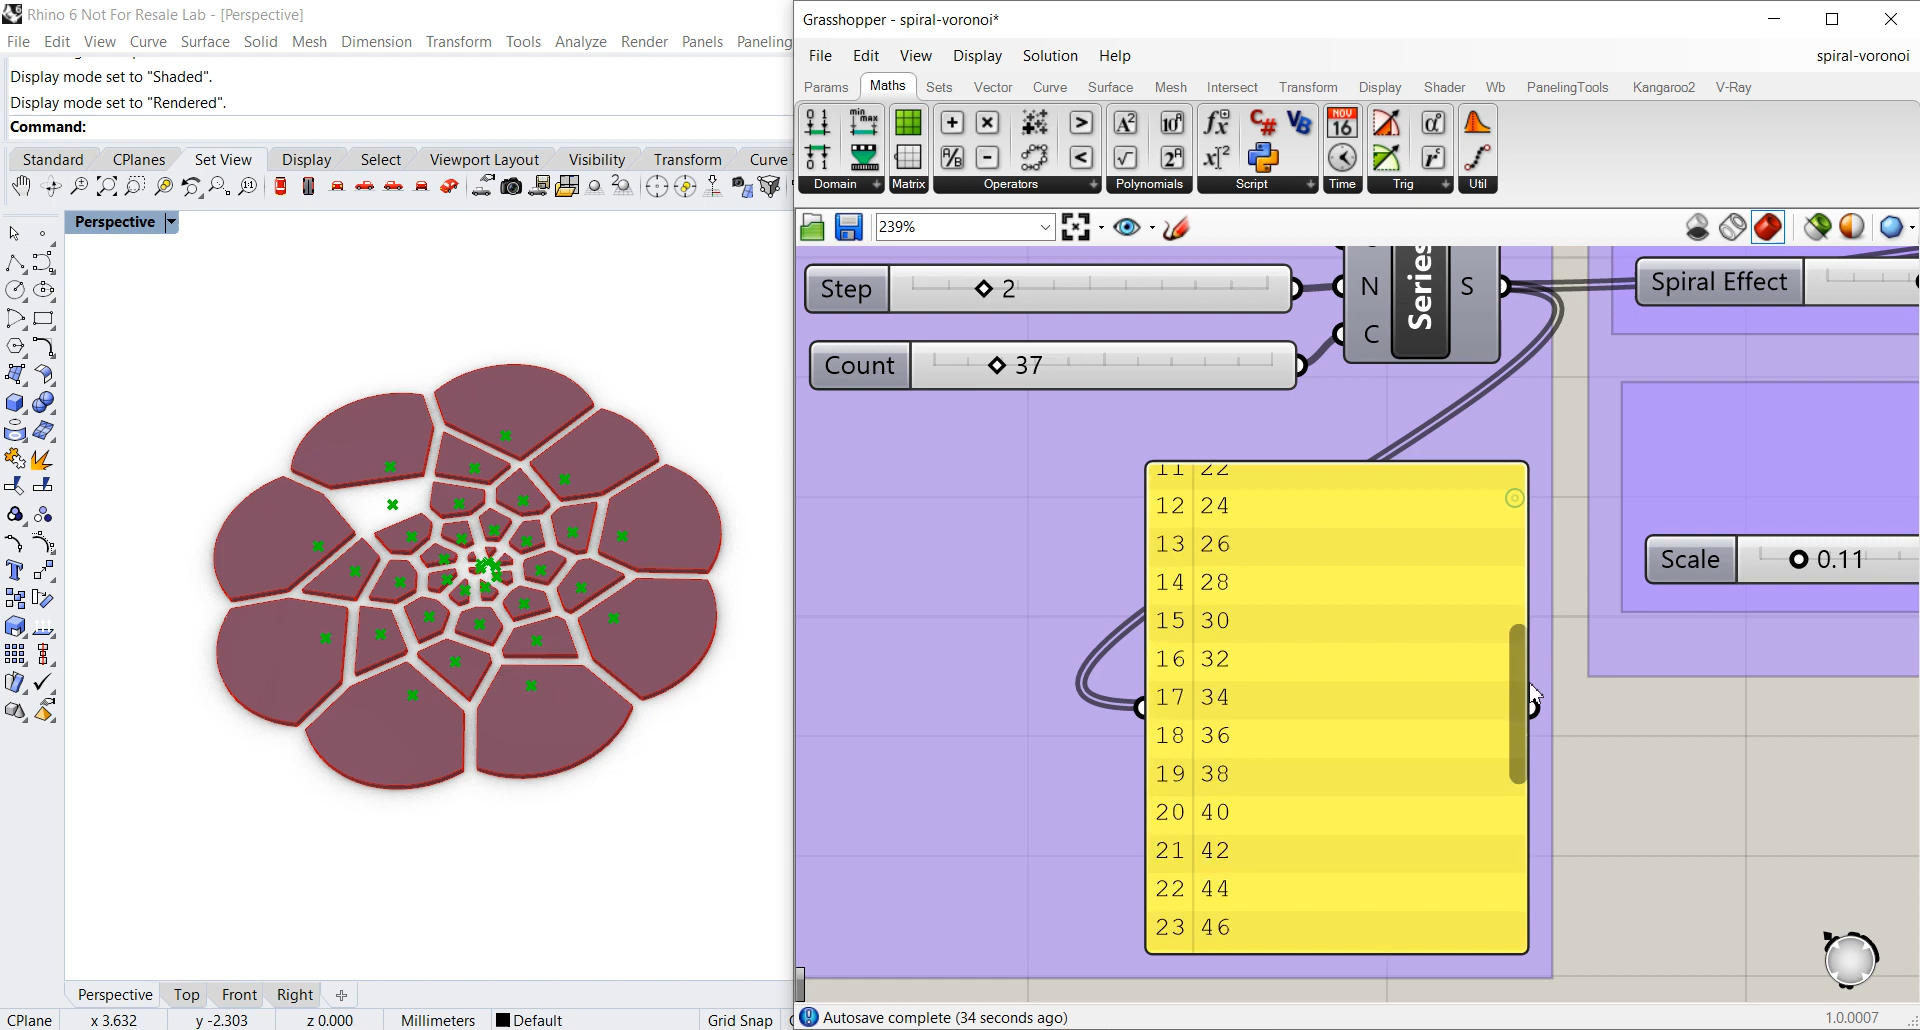 Rhino 6 Not For Resale Lab - [Perspective]
File Edit View Curve Surface Solid Mesh Dimension Transform Tools Analyze Render Panels Paneling
Display mode set to "Shaded".
Display mode set to "Rendered".
Command:
Standard CPlanes Set View Display Select Viewport Layout Visibility Transform Curve
Perspective
Perspective Top Front Right
CPlane x 3.632 y -2.303 z 0.000 Millimeters Default Grid Snap
Grasshopper - spiral-voronoi*
File Edit View Display Solution Help spiral-voronoi
Params Maths Sets Vector Curve Surface Mesh Intersect Transform Display Shader Wb PanelingTools Kangaroo2 V-Ray
Domain Matrix Operators Polynomials Script Time Trig Util
NOV
16
239%
Step 2
N Series S
C
Count 37
Spiral Effect
Scale 0.11
11 22
12 24
13 26
14 28
15 30
16 32
17 34
18 36
19 38
20 40
21 42
22 44
23 46
Autosave complete (34 seconds ago) 1.0.0007